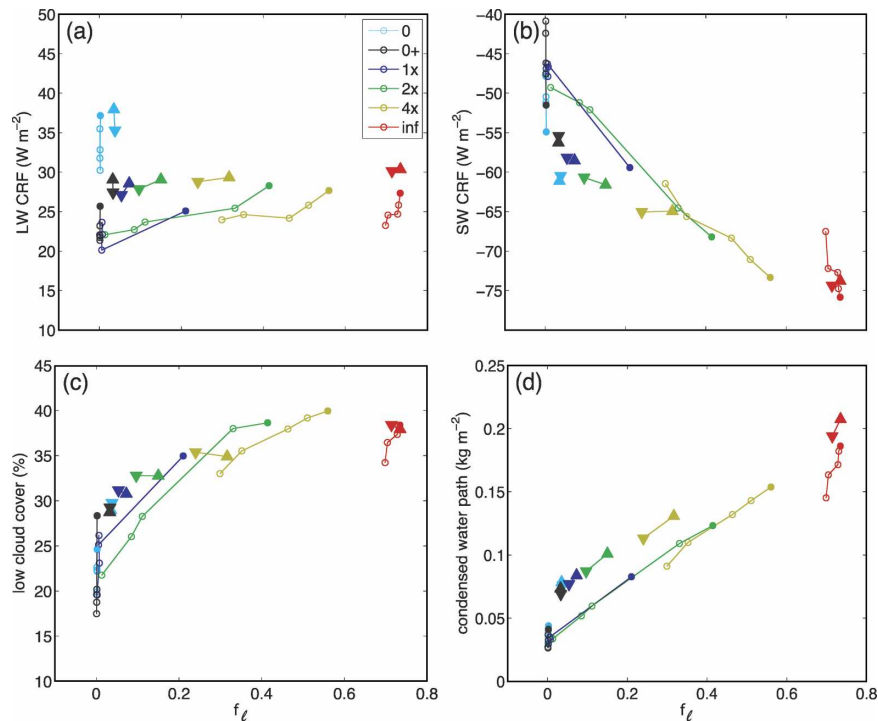 (a)
50
45
40
35
30
25
20
15
10
LW CRF (W m⁻²)
0
0+
1x
2x
4x
inf
(b)
−40
−45
−50
−55
−60
−65
−70
−75
SW CRF (W m⁻²)
(c)
45
40
35
30
25
20
15
10
low cloud cover (%)
0 0.2 0.4 0.6 0.8
fℓ
(d)
0.25
0.2
0.15
0.1
0.05
0
condensed water path (kg m⁻²)
0 0.2 0.4 0.6 0.8
fℓ